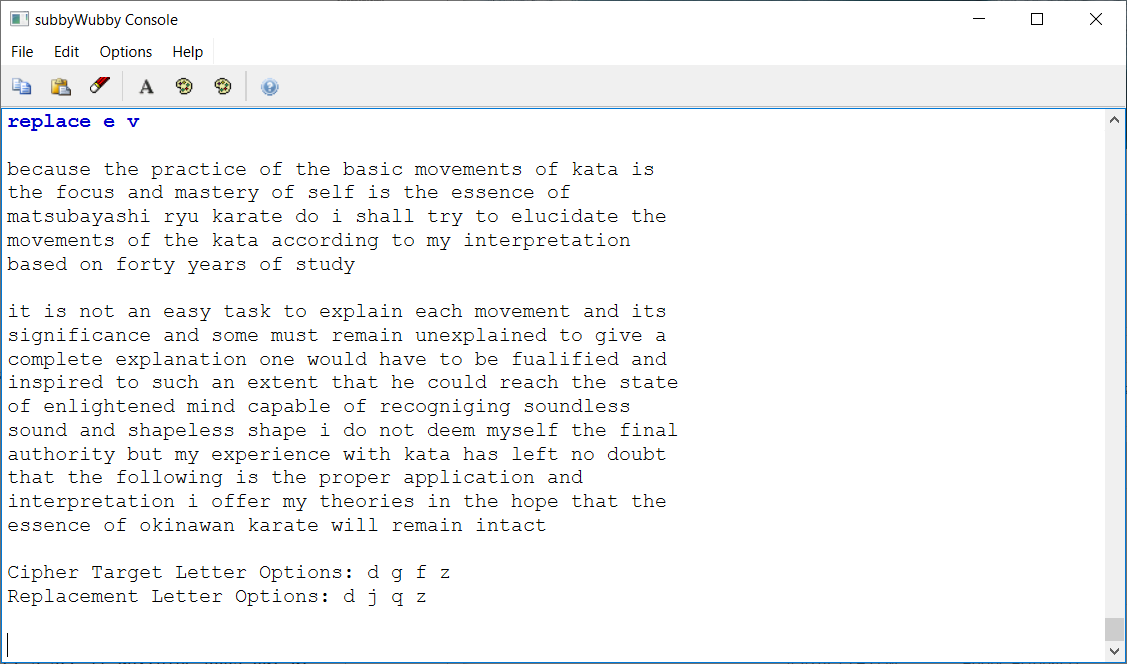 subbyWubby Console
File Edit Options Help
A
replace e v
because the practice of the basic movements of kata is
the focus and mastery of self is the essence of
matsubayashi ryu karate do i shall try to elucidate the
movements of the kata according to my interpretation
based on forty years of study
it is not an easy task to explain each movement and its
significance and some must remain unexplained to give a
complete explanation one would have to be fualified and
inspired to such an extent that he could reach the state
of enlightened mind capable of recogniging soundless
sound and shapeless shape i do not deem myself the final
authority but my experience with kata has left no doubt
that the following is the proper application and
interpretation i offer my theories in the hope that the
essence of okinawan karate will remain intact
Cipher Target Letter Options: d g f z
Replacement Letter Options: d j q z